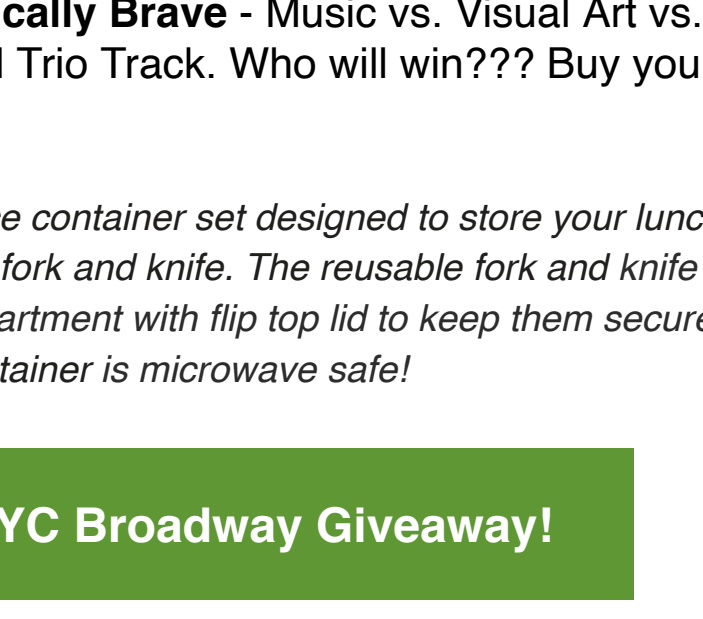 cally Brave - Music vs. Visual Art vs.
Trio Track. Who will win??? Buy you
e container set designed to store your lunc
fork and knife. The reusable fork and knife
artment with flip top lid to keep them secure
tainer is microwave safe!
YC Broadway Giveaway!